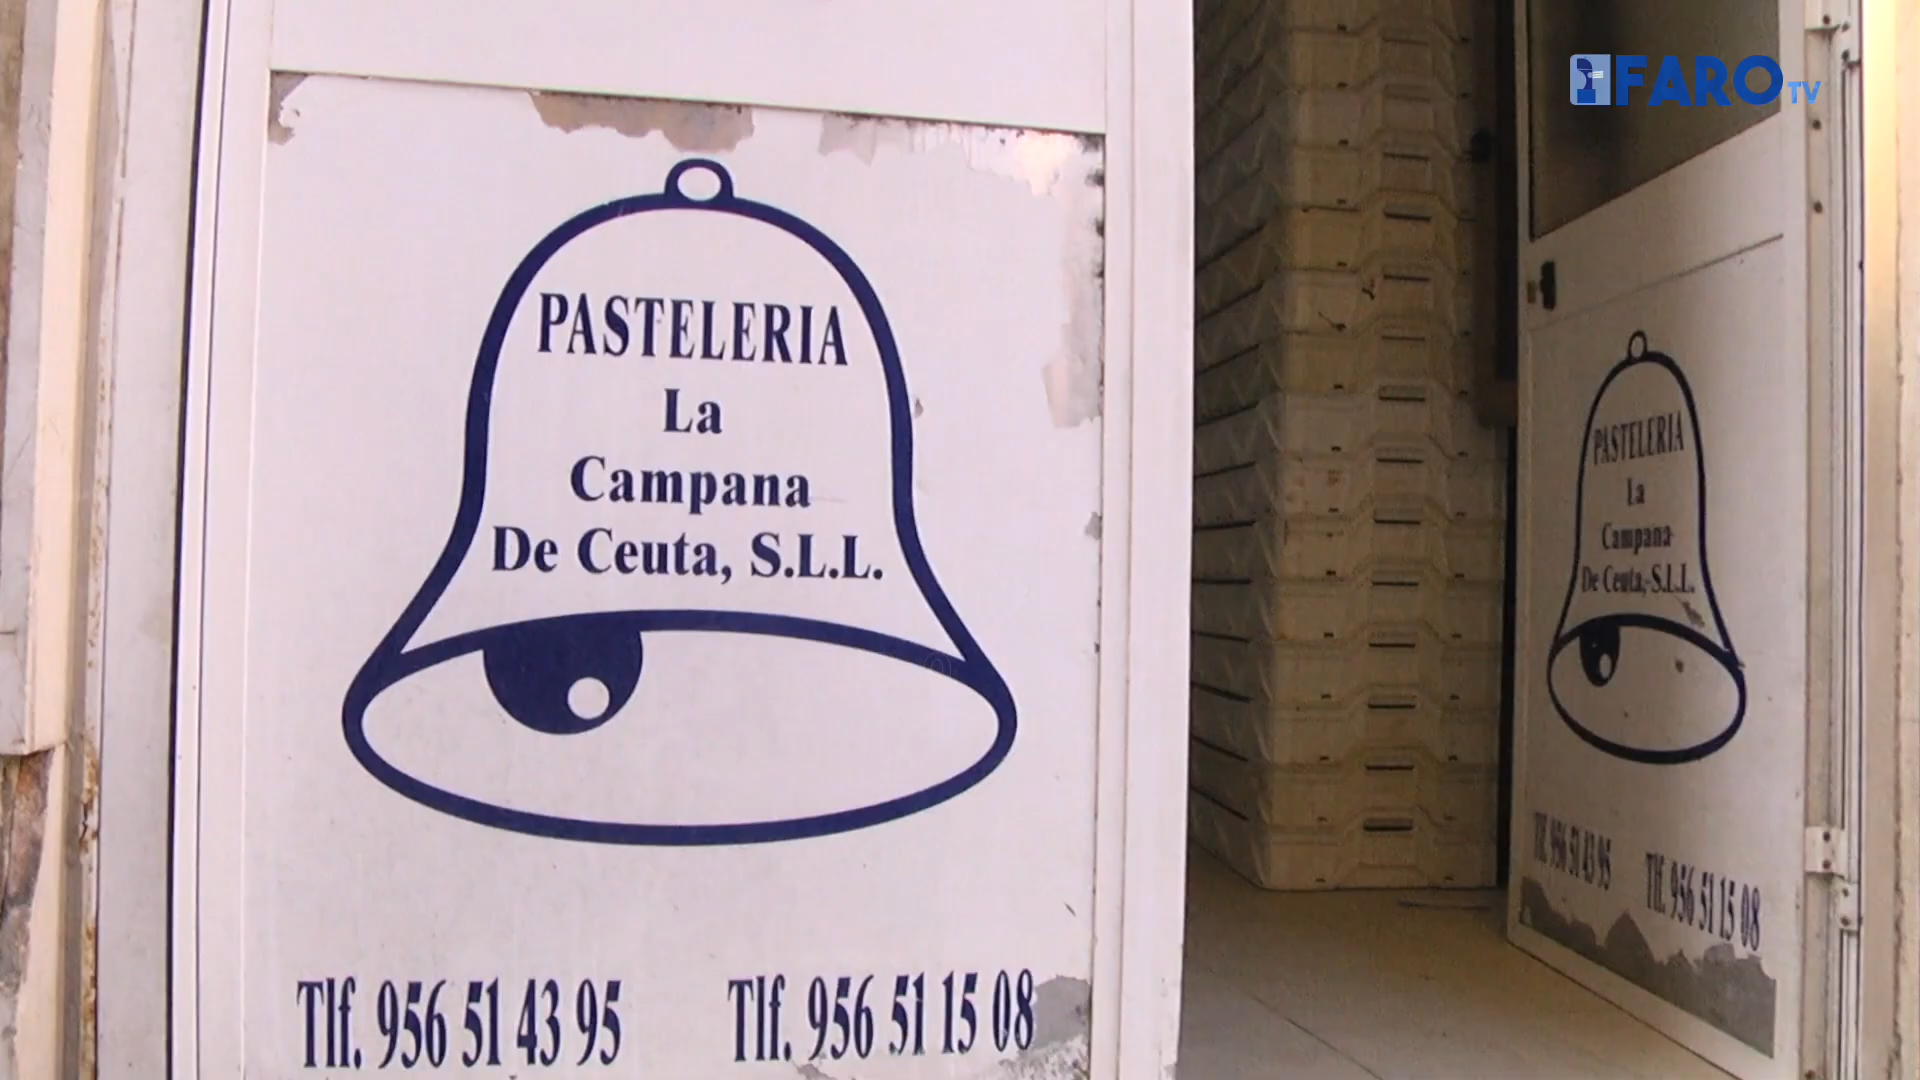 FARO TV
PASTELERIA
La
Campana
De Ceuta, S.L.L.
Tlf. 956 51 43 95
Tlf. 956 51 15 08
PASTELERIA
La
Campana
De Ceuta, S.L.L.
Tlf. 956 51 43 95
Tlf. 956 51 15 08